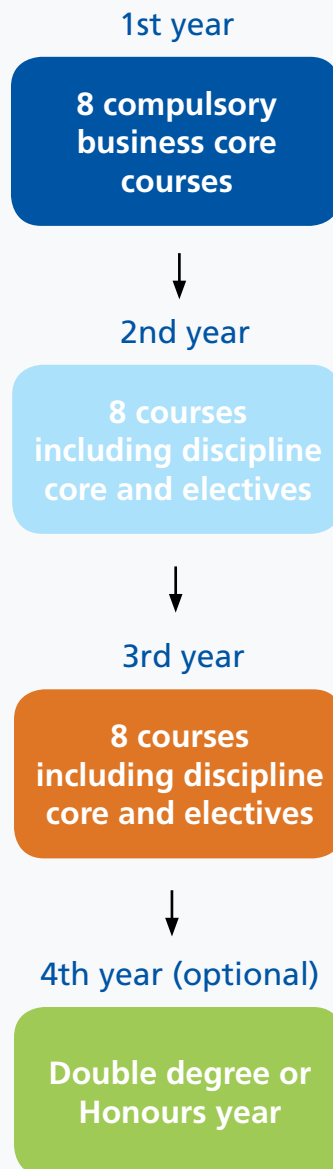 1st year
8 compulsory
business core
courses
2nd year
8 courses
including discipline
core and electives
3rd year
8 courses
including discipline
core and electives
4th year (optional)
Double degree or
Honours year